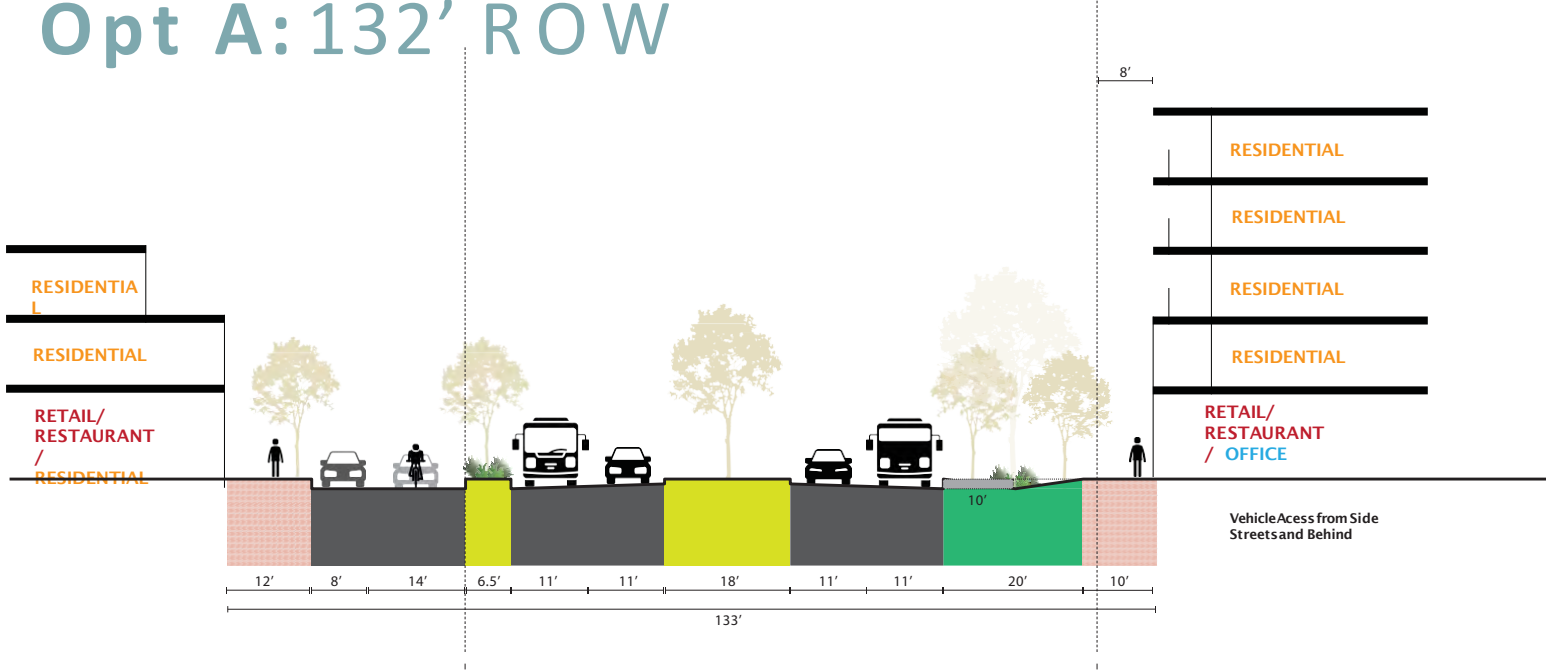 Opt A: 132’ ROW
8’
RESIDENTIAL
RESIDENTIAL
RESIDENTIA
L
RESIDENTIAL
RESIDENTIAL
RESIDENTIAL
RETAIL/
RESTAURANT
/
RESIDENTIAL
RETAIL/
RESTAURANT
/ OFFICE
10’
VehicleAcess from Side
Streets and Behind
12’ 8’ 14’ 6.5’ 11’ 11’ 18’ 11’ 11’ 20’ 10’
133’